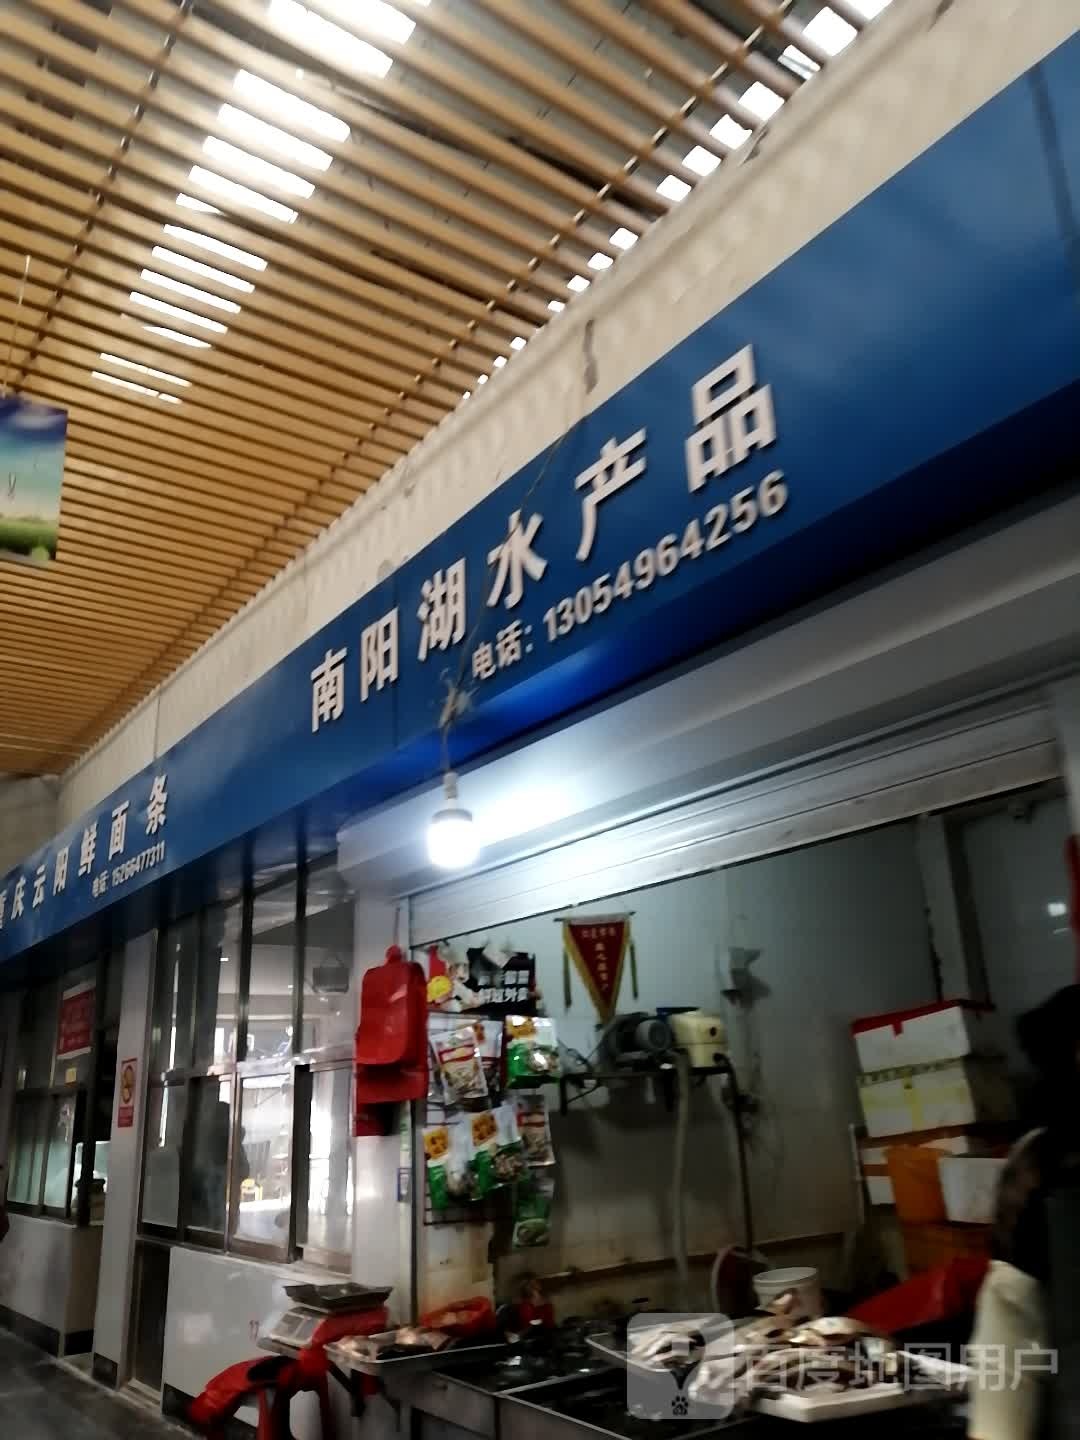 南阳湖水产品
电话：13054964256
重庆云阳鲜面条
电话：15266477311
百度地图用户